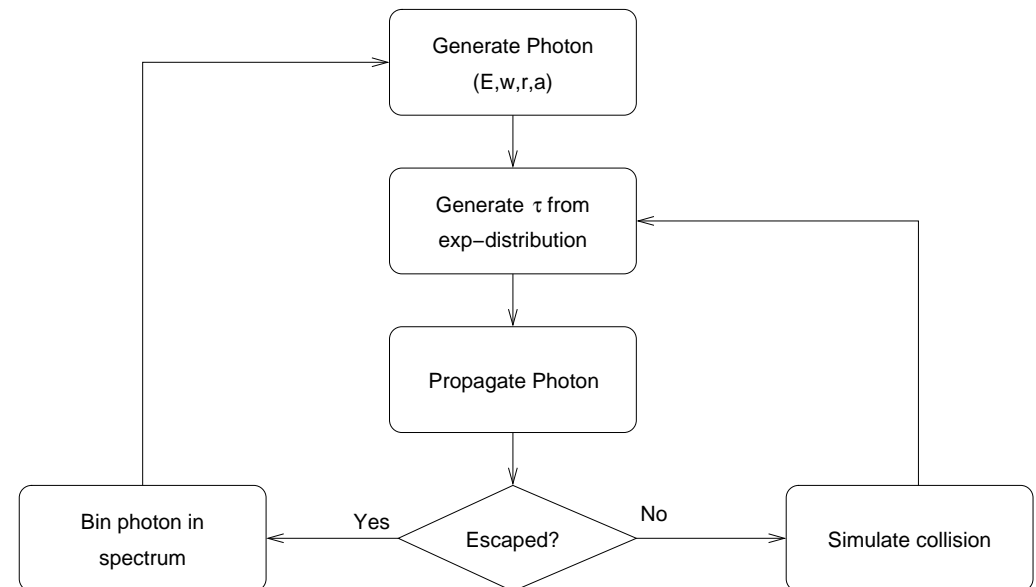 Generate Photon
(E,w,r,a)
Generate τ from
exp−distribution
Propagate Photon
Bin photon in
spectrum
Yes
Escaped?
No
Simulate collision